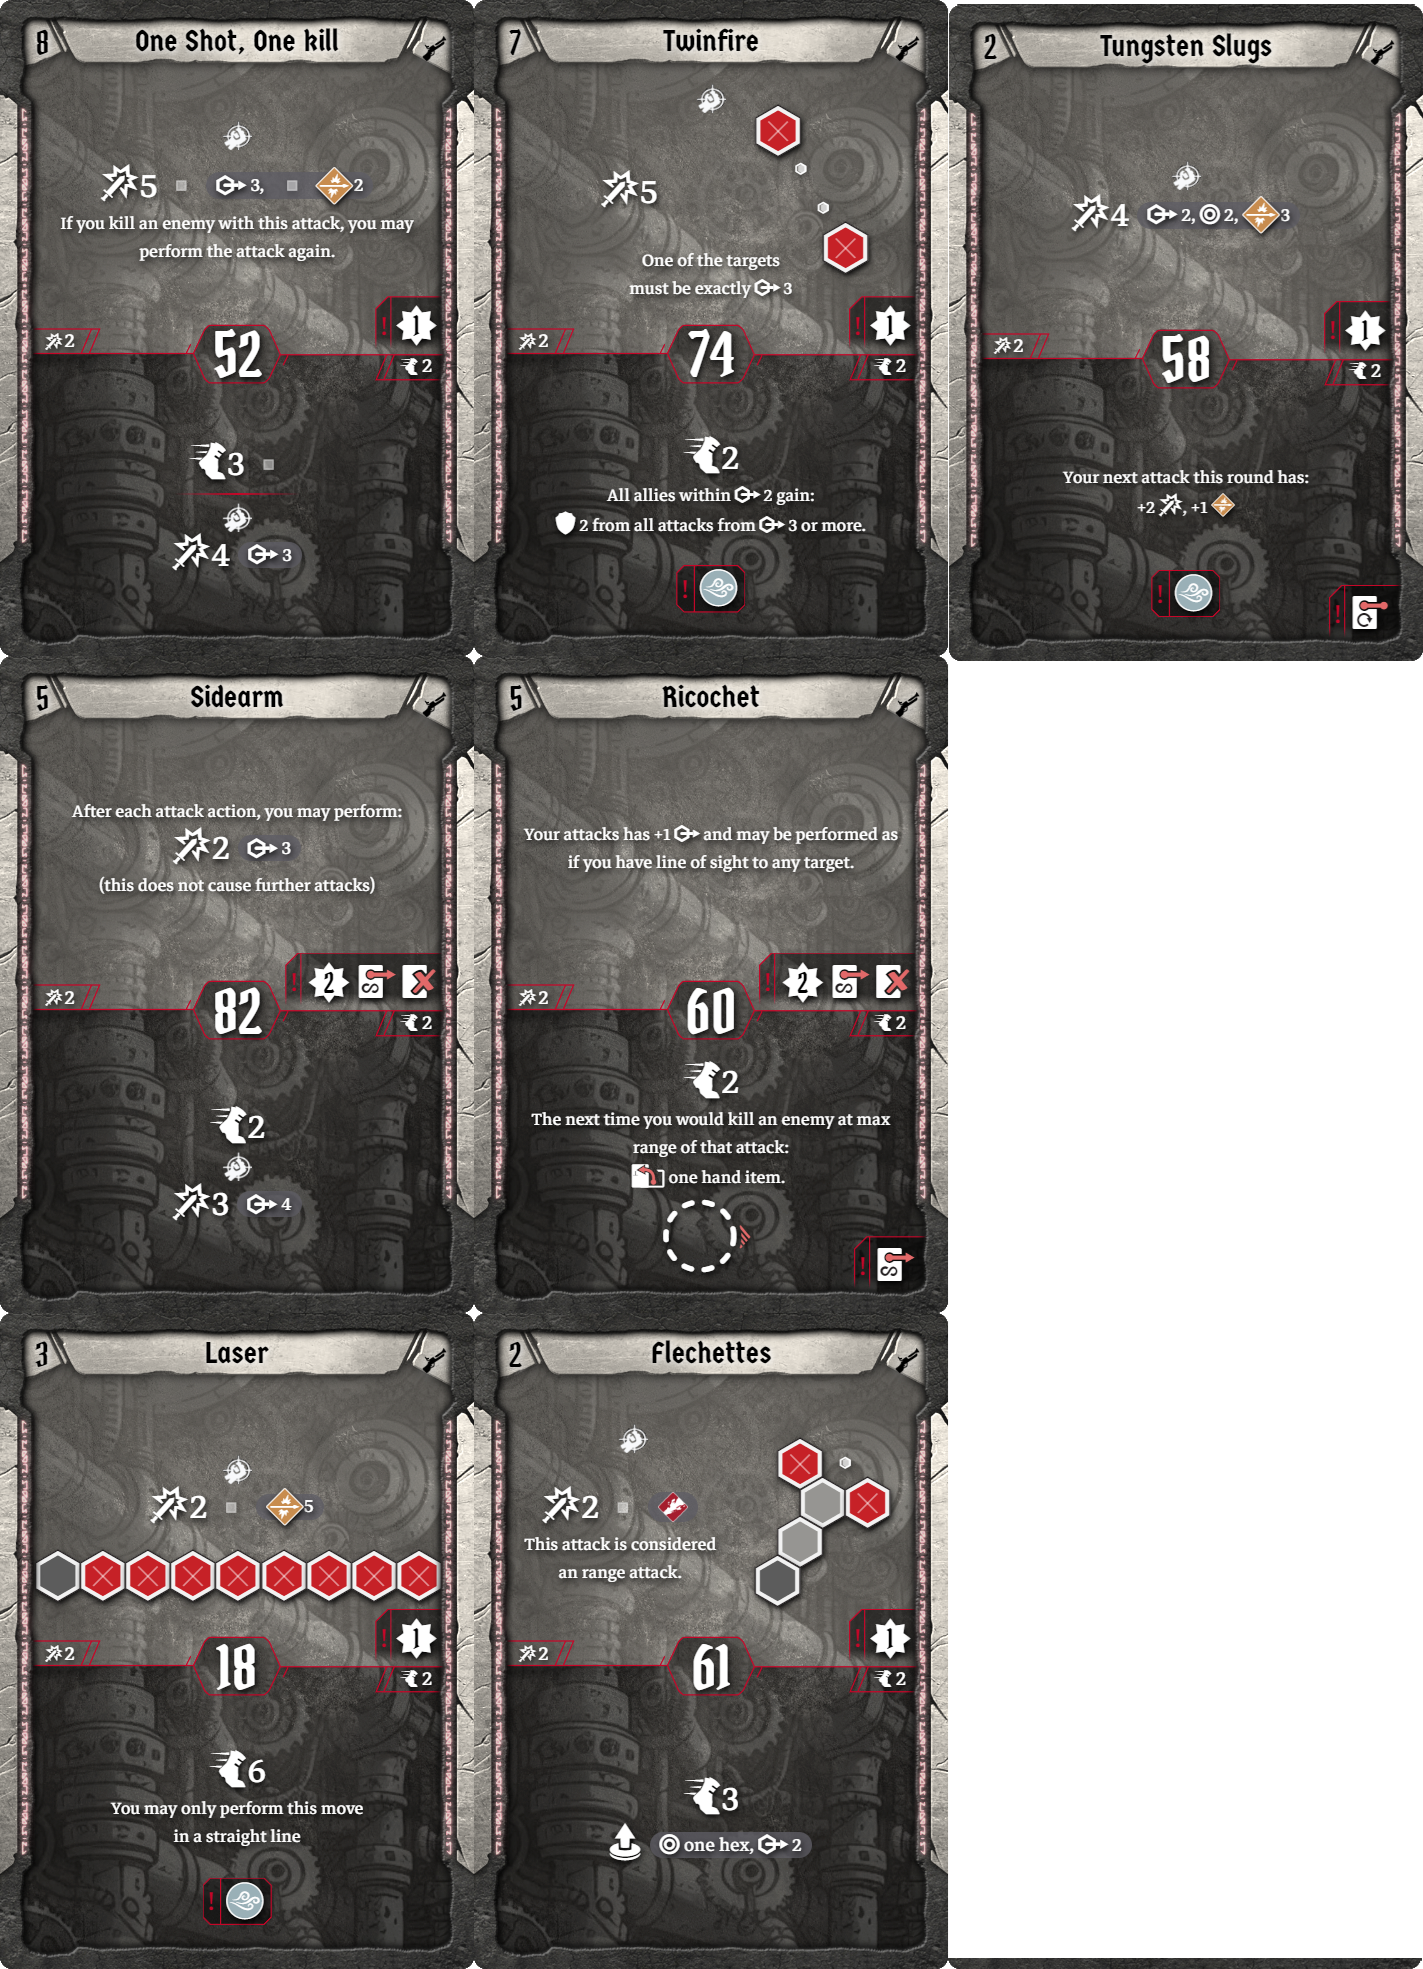 8 One Shot, One kill
5 3, 2
If you kill an enemy with this attack, you may
perform the attack again.
1
2 52 2
3
4 3
7 Twinfire
5
One of the targets
must be exactly 3
1
2 74 2
2
All allies within 2 gain:
2 from all attacks from 3 or more.
2 Tungsten Slugs
4 2, 2, 3
1
2 58 2
Your next attack this round has:
+2 , +1
5 Sidearm
After each attack action, you may perform:
2 3
(this does not cause further attacks)
2
2 82 2
2
3 4
5 Ricochet
Your attacks has +1 and may be performed as
if you have line of sight to any target.
2
2 60 2
2
The next time you would kill an enemy at max
range of that attack:
one hand item.
3 Laser
2 5
1
2 18 2
6
You may only perform this move
in a straight line
2 Flechettes
2
This attack is considered
an range attack.
1
2 61 2
3
one hex, 2